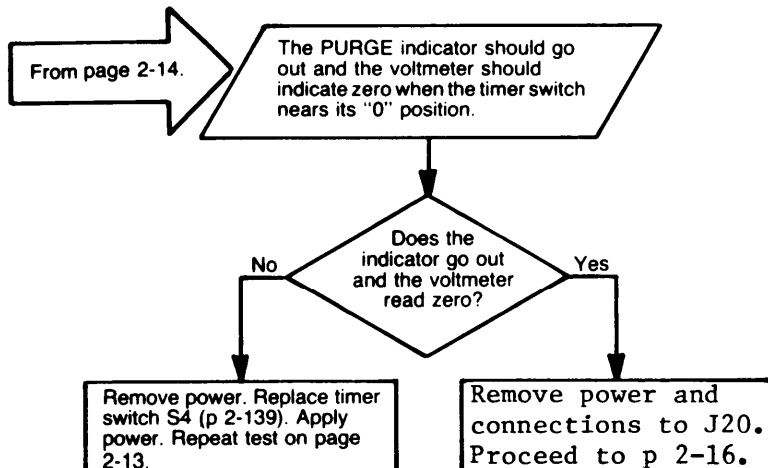 From page 2-14.
The PURGE indicator should go
out and the voltmeter should
indicate zero when the timer switch
nears its "0" position.
Does the
indicator go out
and the voltmeter
read zero?
No
Yes
Remove power. Replace timer
switch S4 (p 2-139). Apply
power. Repeat test on page
2-13.
Remove power and
connections to J20.
Proceed to p 2-16.